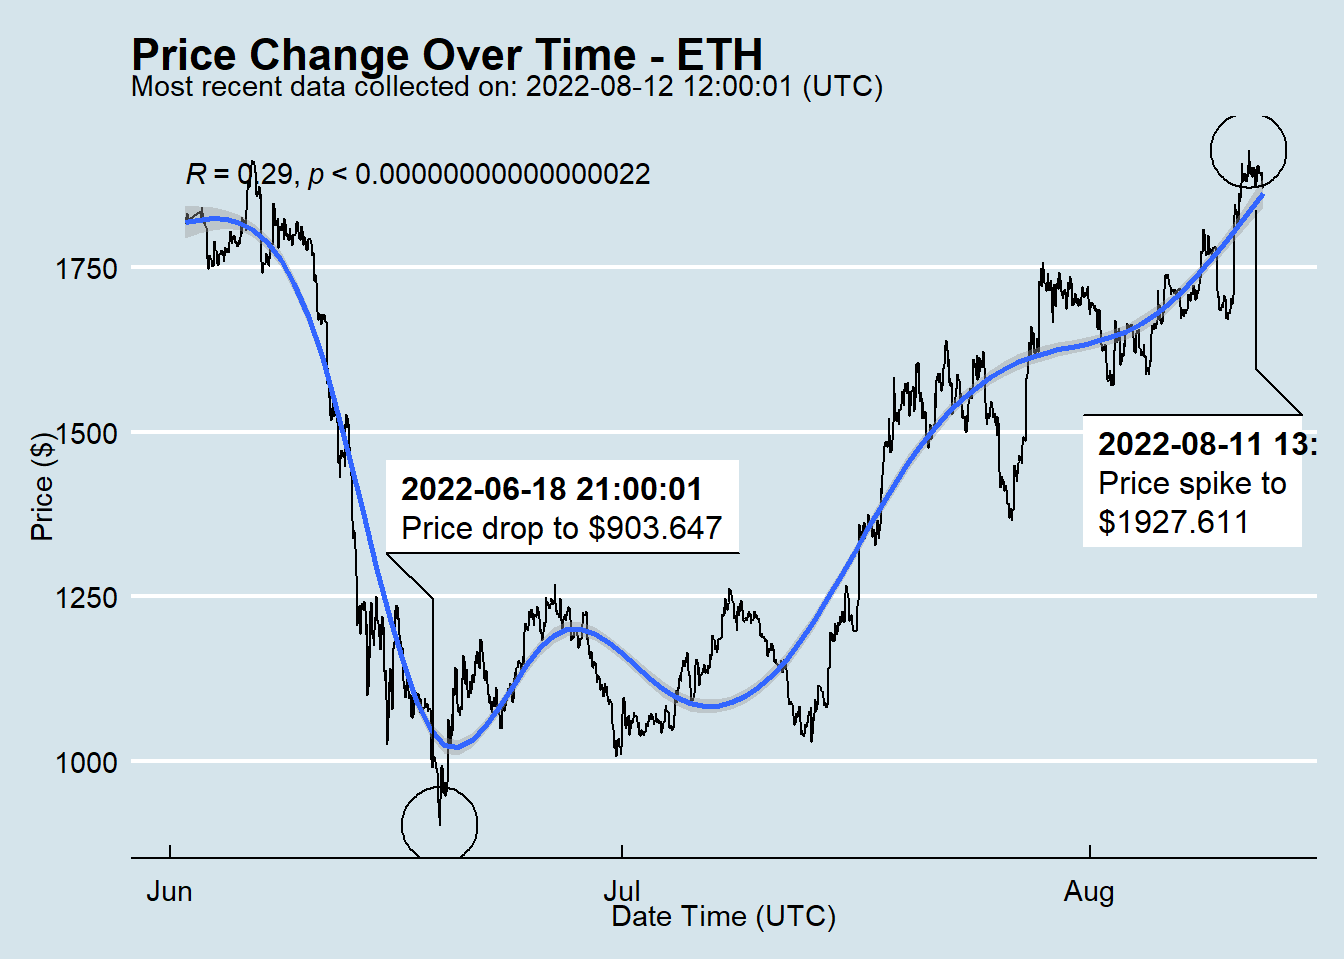 Price Change Over Time - ETH
Most recent data collected on: 2022-08-12 12:00:01 (UTC)
R = 0.29, p < 0.00000000000000022
1750
1500
1250
1000
Price ($)
2022-06-18 21:00:01
Price drop to $903.647
2022-08-11 13:
Price spike to
$1927.611
Jun
Jul
Aug
Date Time (UTC)